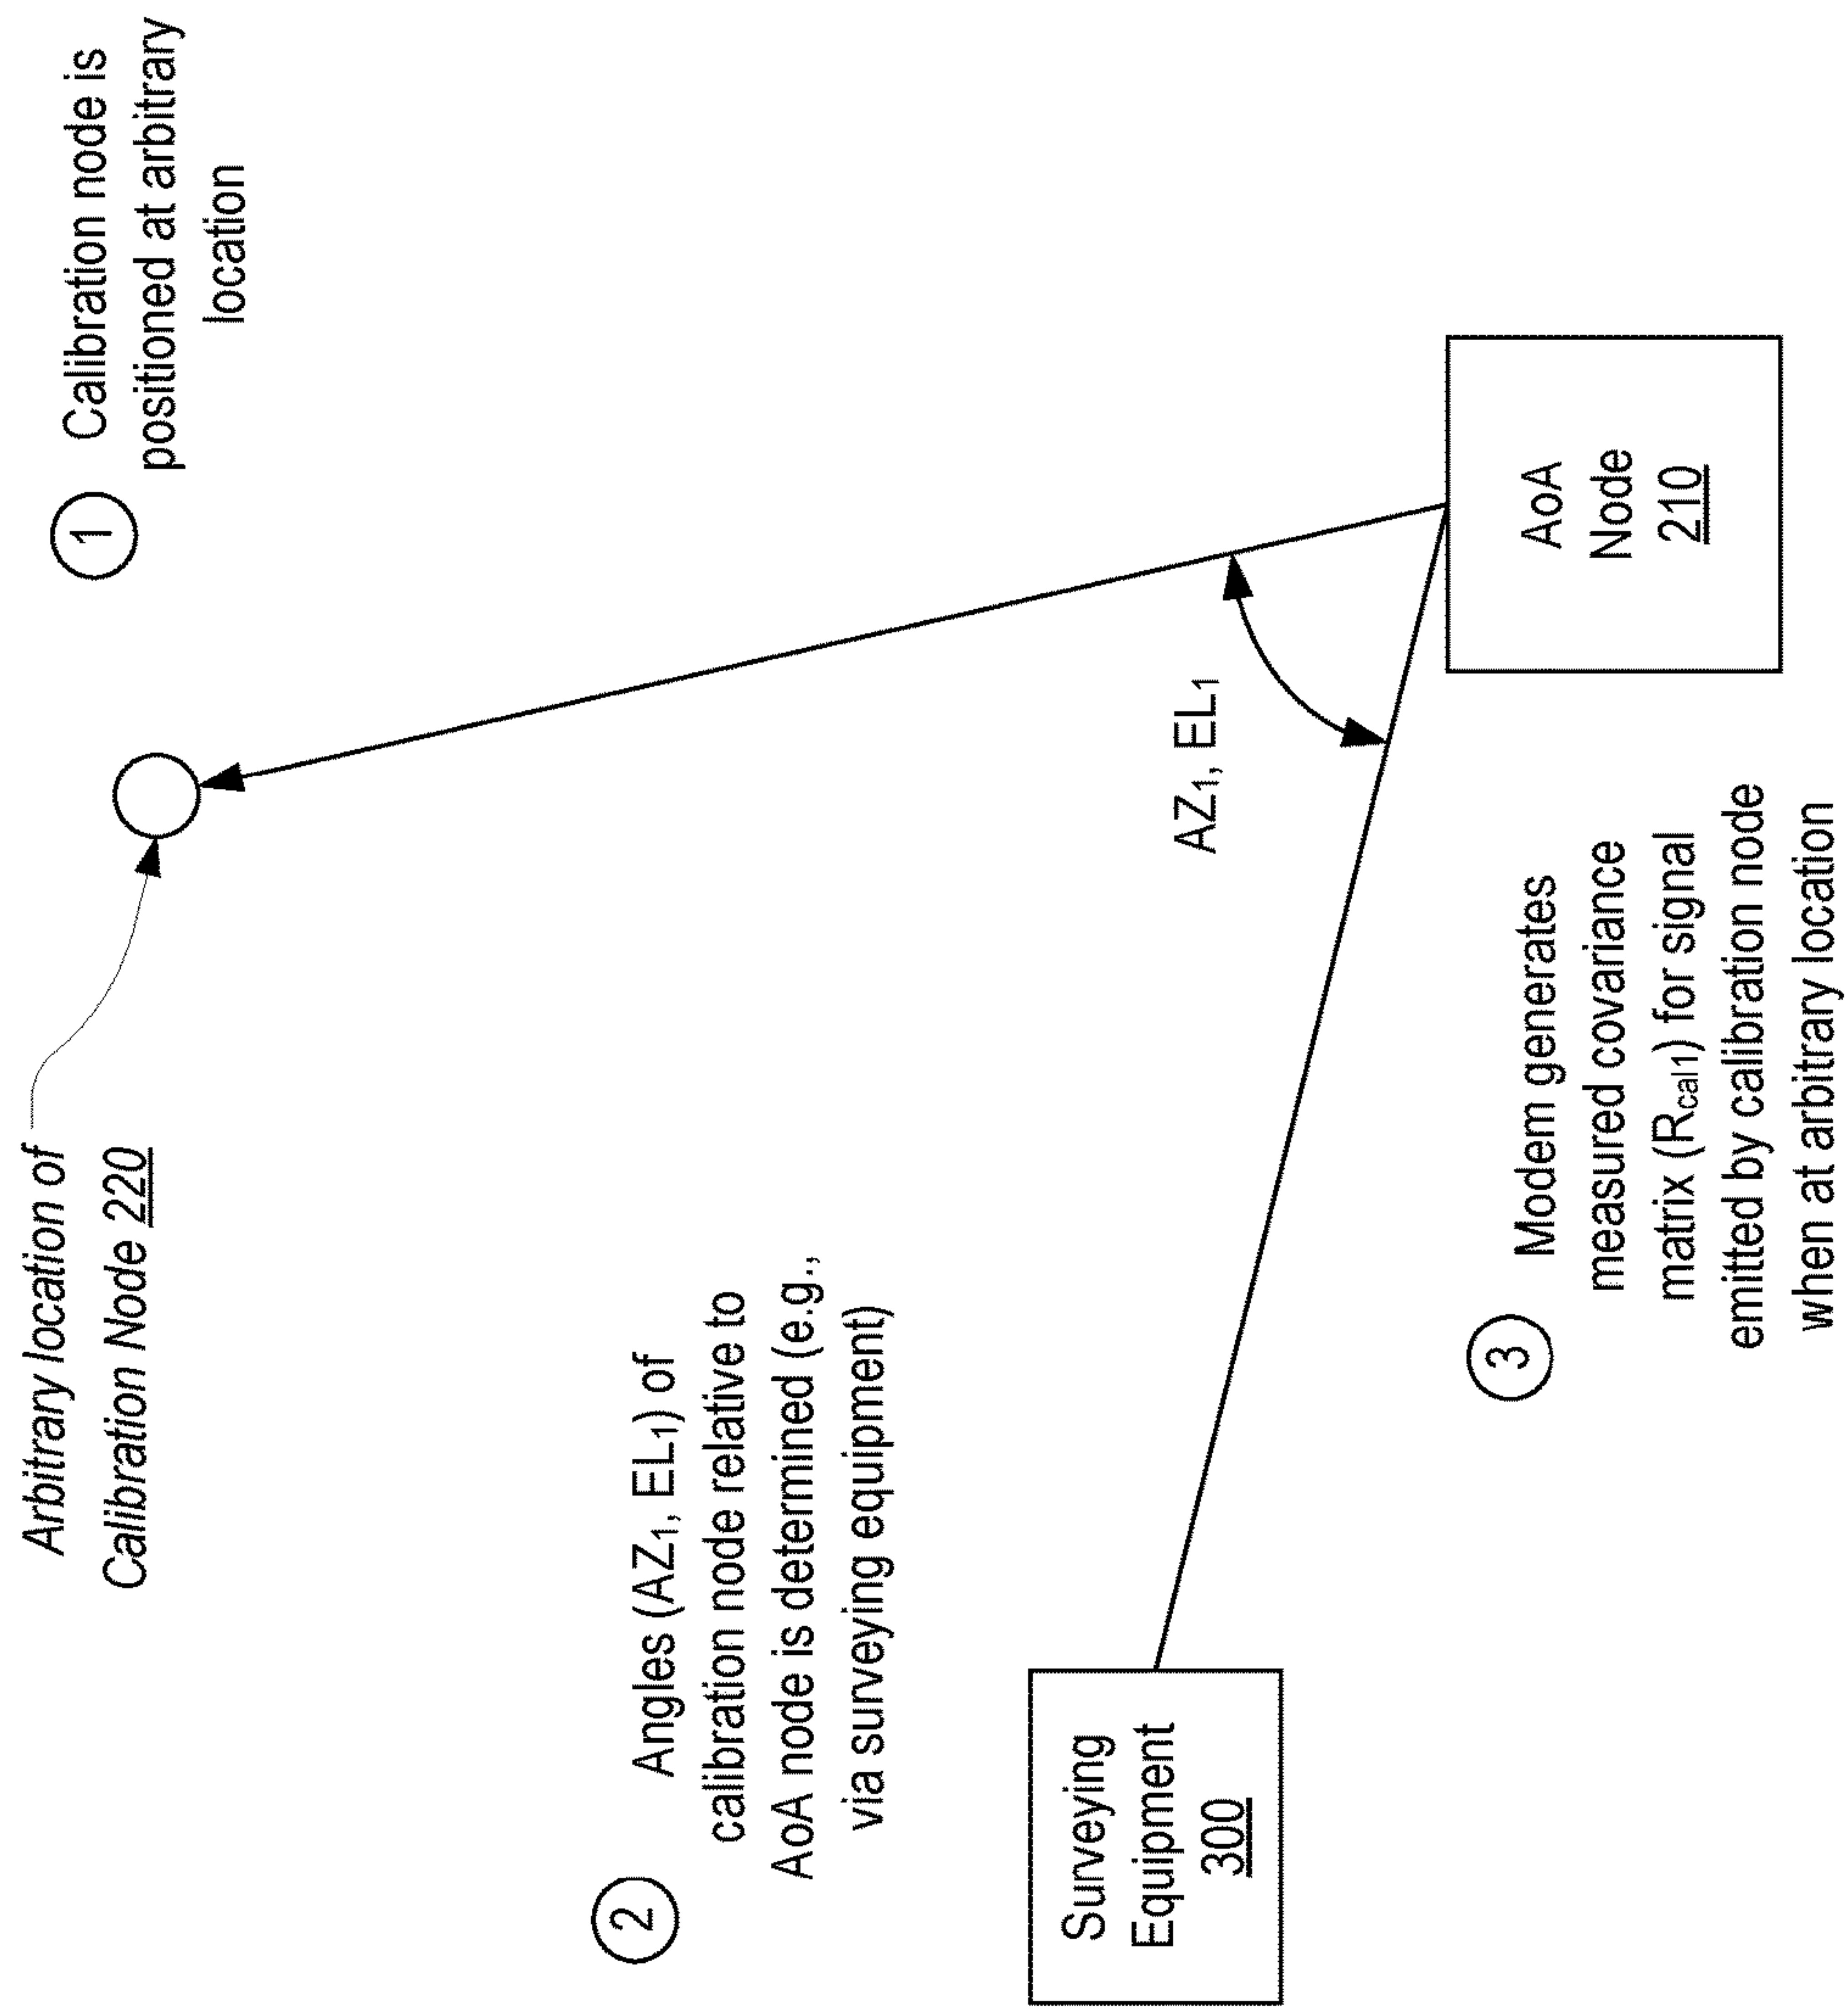 Arbitrary location of
Calibration Node 220
1
Calibration node is
positioned at arbitrary
location
2
Angles (AZ1, EL1) of
calibration node relative to
AoA node is determined (e.g.,
via surveying equipment)
AZ1, EL1
Surveying
Equipment
300
3
Modem generates
measured covariance
matrix (Rcal1) for signal
emitted by calibration node
when at arbitrary location
AoA
Node
210